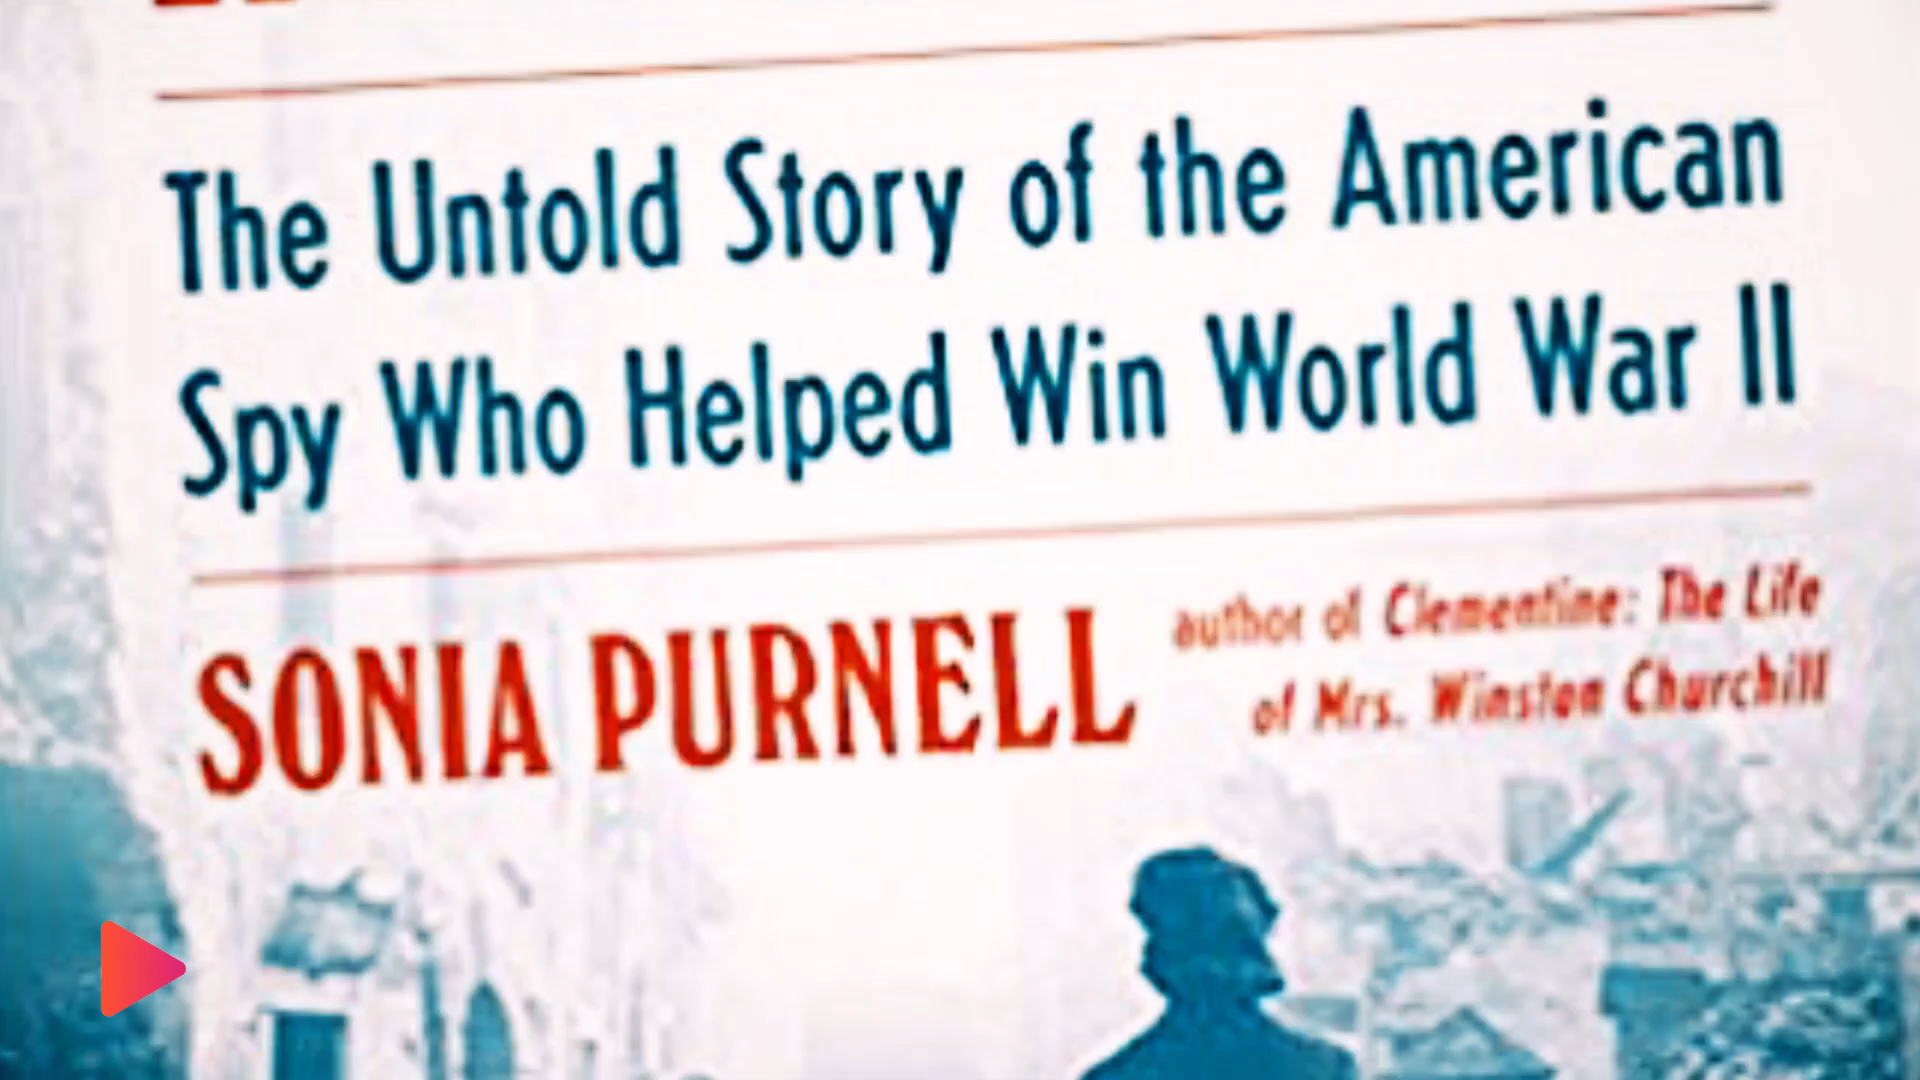 The Untold Story of the American
Spy Who Helped Win World War II
SONIA PURNELL
author of Clementine: The Life
of Mrs. Winston Churchill